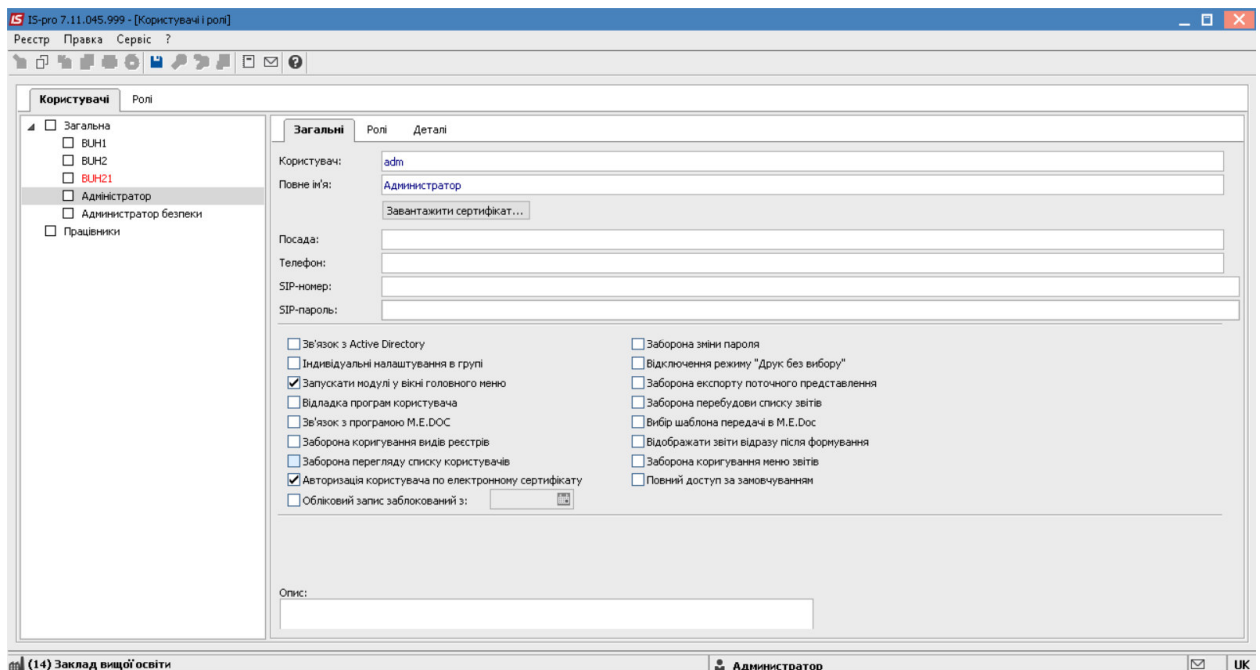 IS IS-pro 7.11.045.999 - [Користувачі і ролі]
Реєстр Правка Сервіс ?
Користувачі Ролі
Загальна
BUH1
BUH2
BUH21
Адміністратор
Администратор безпеки
Працівники
Загальні Ролі Деталі
Користувач: adm
Повне ім'я: Администратор
Завантажити сертифікат...
Посада:
Телефон:
SIP-номер:
SIP-пароль:
Зв'язок з Active Directory
Індивідуальні налаштування в групі
Запускати модулі у вікні головного меню
Відладка програм користувача
Зв'язок з програмою M.E.DOC
Заборона коригування видів реєстрів
Заборона перегляду списку користувачів
Авторизація користувача по електронному сертифікату
Обліковий запис заблокований з:
Заборона зміни пароля
Відключення режиму "Друк без вибору"
Заборона експорту поточного представлення
Заборона перебудови списку звітів
Вибір шаблона передачі в M.E.Doc
Відображати звіти відразу після формування
Заборона коригування меню звітів
Повний доступ за замовчуванням
Опис:
(14) Заклад вищої освіти Администратор UK